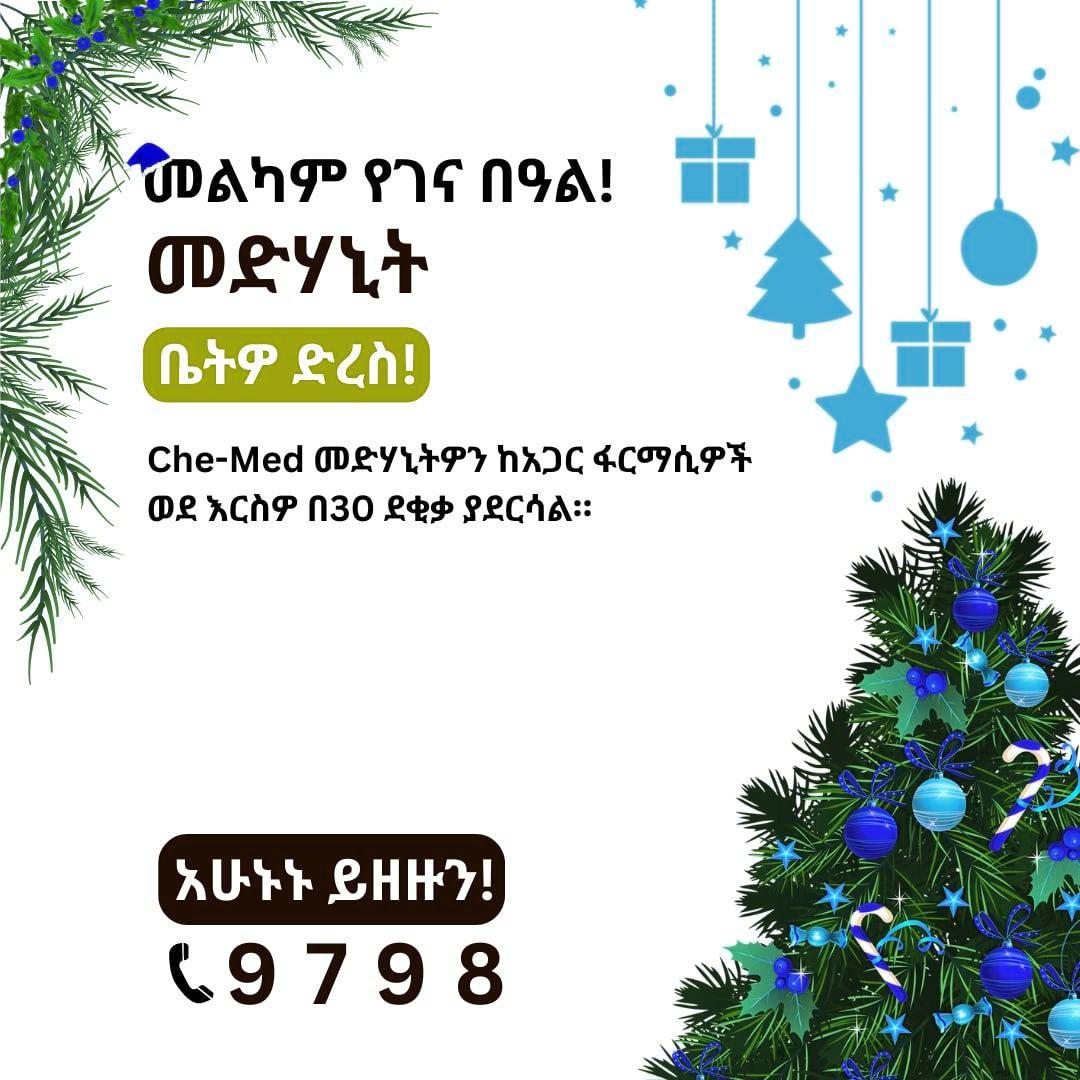 መልካም የገና በዓል!
መድሃኒት
ቤትዎ ድረስ!
Che-Med መድሃኒትዎን ከአጋር ፋርማሲዎች
ወደ እርስዎ በ30 ደቂቃ ያደርሳል።
አሁኑኑ ይዘዙን!
9798